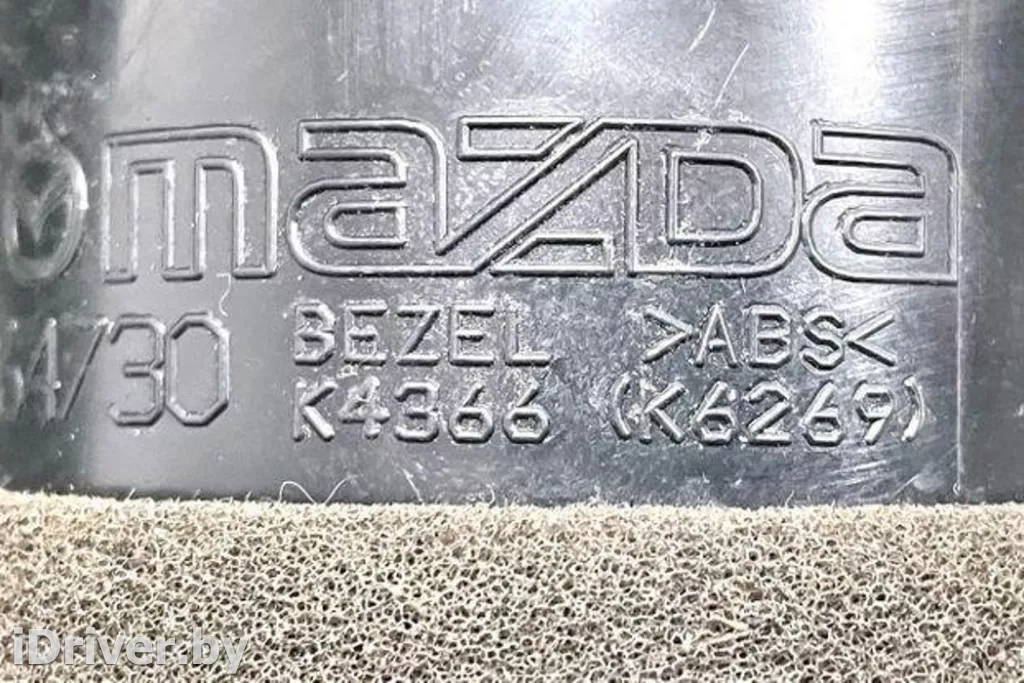 mazda
/30 BEZEL >ABS<
K4366 (K6269)
iDriver.by